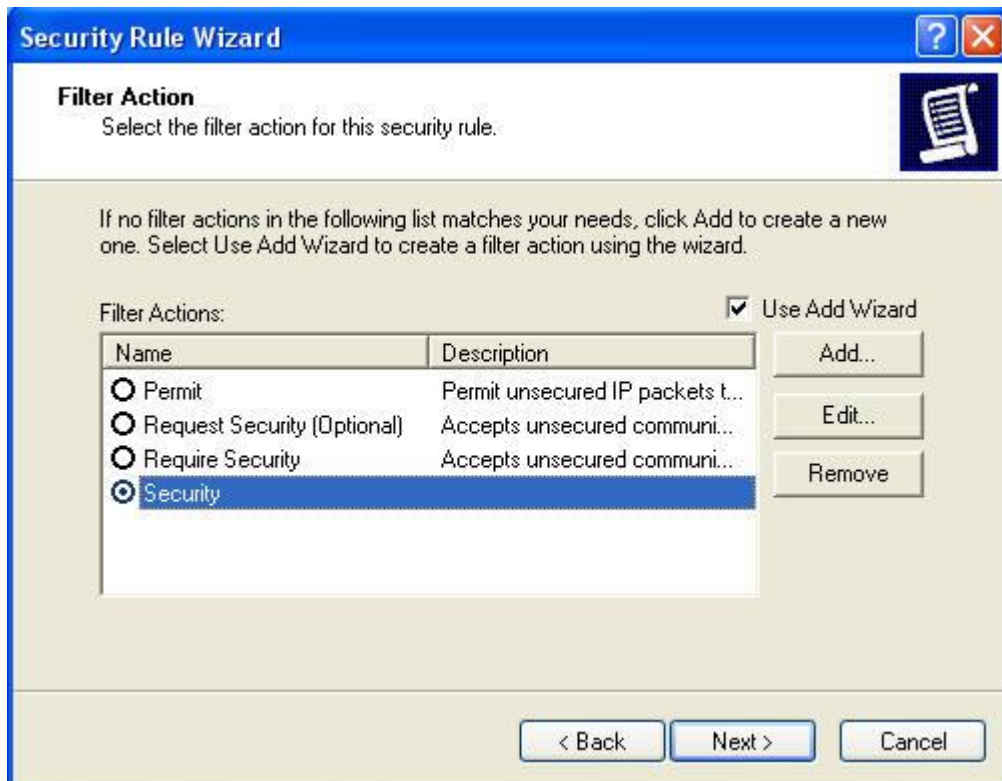 Security Rule Wizard
?
Filter Action
Select the filter action for this security rule.
If no filter actions in the following list matches your needs, click Add to create a new
one. Select Use Add Wizard to create a filter action using the wizard.
Filter Actions:
Use Add Wizard
Name Description
Add...
Permit Permit unsecured IP packets t...
Request Security (Optional) Accepts unsecured communi...
Edit...
Require Security Accepts unsecured communi...
Remove
Security
< Back Next > Cancel